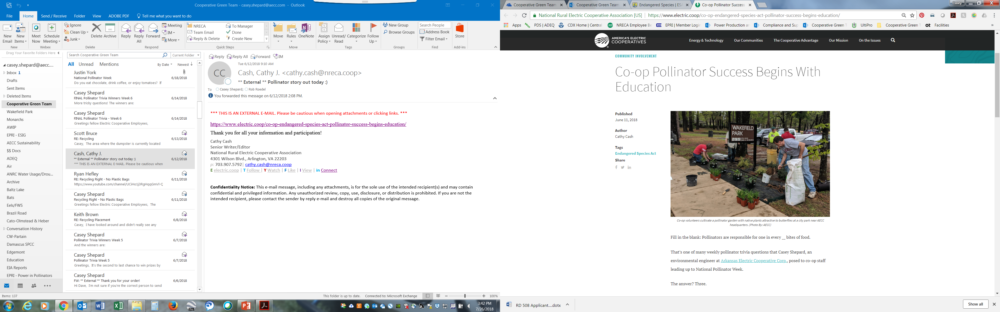 Cooperative Green Team - casey.shepard@aecc.com - Outlook
File Home Send / Receive Folder View ADOBE PDF Tell me what you want to do
New Email
New Items
New
Meet Now
Schedule Meeting
Webex
Ignore
Clean Up
Junk
Delete
Archive
Delete
Reply
Reply All
Forward
Meeting
IM
More
Respond
NRECA
Team Email
Reply & Delete
To Manager
Done
Create New
Quick Steps
Move
Rules
OneNote
Move
Assign Policy
Unread/ Read
Categorize
Follow Up
Tags
New Group
Browse Groups
Groups
Search People
Address Book
Filter Email
Find
Store
Add-ins
Drag Your Favorite Folders Here
casey.shepard@aecc....
Inbox 1
Drafts
Sent Items
Deleted Items
Cooperative Green Team
Wakefield Park
Monarchs
AWIP
EPRI - ESIG
AECC Sustainability
$$ Docs
ADEQ
Air
ANRC Water Usage/Drou...
Archive
Baltz Lake
Bats
Eels/FWS
Brazil Road
Cato-Olmstead & Heber
Conversation History
CW-Partain
Damascus SPCC
Edgemont
Education
EIA Reports
EPRI - Power in Pollinators
Items: 137
Search Cooperative Green Team
Current Folder
All Unread Mentions By Date Newest
Justin York
National Pollinator Week 6/18/2018
Do you eat chocolate, drink coffee, or enjoy tomatoes? If
Casey Shepard
FINAL Pollinator Trivia Winners Week 6 6/14/2018
More tricky questions! The winners are:
Casey Shepard
FINAL Pollinator Trivia - Week 6 6/14/2018
Greetings fellow Electric Cooperative Employees,
Scott Bruce
RE: Recycling 6/13/2018
Casey, The area where the dumpster is currently located
Cash, Cathy J.
** External ** Pollinator story out today :) 6/12/2018
*** THIS IS AN EXTERNAL E-MAIL. Please be cautious when
Ryan Hefley
RE: Recycling Right - No Plastic Bags 6/11/2018
https://www.youtube.com/channel/UCiHo1j3RgHqqGmVl-Q
Casey Shepard
Recycling Right - No Plastic Bags 6/11/2018
Greetings fellow Electric Cooperative Employees, The
Keith Brown
RE: Recycling Placement 6/8/2018
Casey, I have looked around and didn't really see any
Casey Shepard
Pollinator Trivia Winners Week 5 6/7/2018
And the winners are:
Casey Shepard
Pollinator Trivia Week 5 6/7/2018
Greetings, It's the second to last chance to win prizes by
Casey Shepard
FW: ** External ** Thank you for your order! 6/6/2018
Hi Dave, I'm not sure if you're the correct person to send
Reply Reply All Forward IM
CC
Tue 6/12/2018 9:10 AM
Cash, Cathy J. <cathy.cash@nreca.coop>
** External ** Pollinator story out today :)
To Casey Shepard; Rob Roedel
You forwarded this message on 6/12/2018 2:08 PM.
*** THIS IS AN EXTERNAL E-MAIL. Please be cautious when opening attachments or clicking links. ***
https://www.electric.coop/co-op-endangered-species-act-pollinator-success-begins-education/
Thank you for all your information and participation!
Cathy Cash
Senior Writer/Editor
National Rural Electric Cooperative Association
4301 Wilson Blvd., Arlington, VA 22203
p: 703.907.5792| cathy.cash@nreca.coop
E electric.coop | T Follow | Y Watch | F Like | I View | in Connect
Confidentiality Notice: This e-mail message, including any attachments, is for the sole use of the intended recipient(s) and may contain
confidential and privileged information. Any unauthorized review, copy, use, disclosure, or distribution is prohibited. If you are not the
intended recipient, please contact the sender by reply e-mail and destroy all copies of the original message.
This folder is up to date. Connected to: Microsoft Exchange 100%
3:42 PM
7/26/2018
Cooperative Green Team
Cooperative Green Team
Endangered Species | ESA
Co-op Pollinator Success
Casey
National Rural Electric Cooperative Association [US] https://www.electric.coop/co-op-endangered-species-act-pollinator-success-begins-education/
Apps PDS | ADEQ CDX Home | Central NRECA Employee Be EPRI | Member Login Power Production ar Compliance and Sup Cooperative Green T UltiPro Cooperative Green T ot Facilities
AMERICA'S ELECTRIC
COOPERATIVES
Energy & Technology Our Communities The Cooperative Advantage Our Mission On the Issues
COMMUNITY INVOLVEMENT
Co-op Pollinator Success Begins With
Education
Published
June 11, 2018
Author
Cathy Cash
Tags
Endangered Species Act
Share
WAKEFIELD
PARK
Co-op volunteers cultivate a pollinator garden with native plants attractive to butterflies at a city park near AECC
headquarters. (Photo By: AECC)
Fill in the blank: Pollinators are responsible for one in every __ bites of food.
That's one of many weekly pollinator trivia questions that Casey Shepard, an
environmental engineer at Arkansas Electric Cooperative Corp., posed to co-op staff
leading up to National Pollinator Week.
The answer? Three.
RD 508 Applicant....dotx
Show all